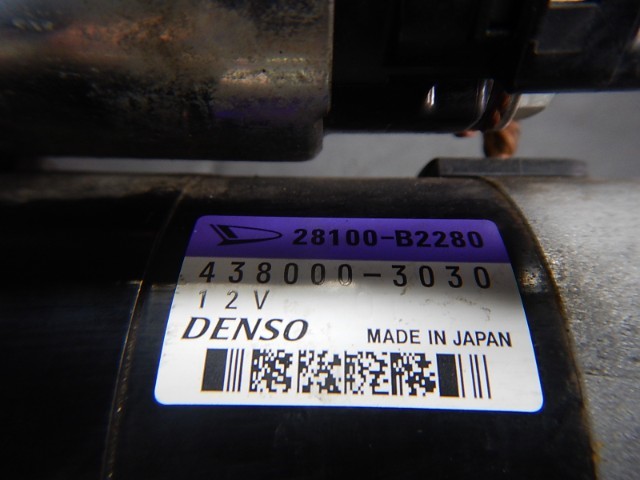 28100-B2280
438000-3030
12V
DENSO
MADE IN JAPAN